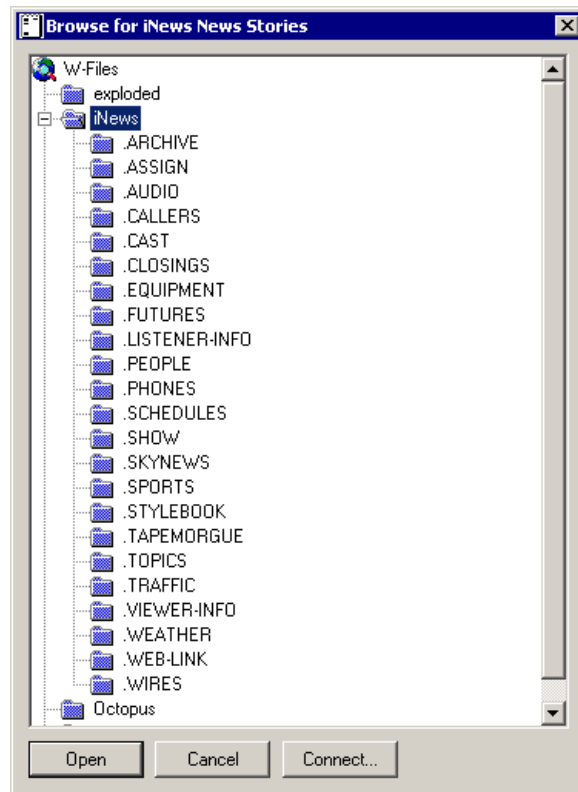 Browse for iNews News Stories
W-Files
exploded
iNews
.ARCHIVE
.ASSIGN
.AUDIO
.CALLERS
.CAST
.CLOSINGS
.EQUIPMENT
.FUTURES
.LISTENER-INFO
.PEOPLE
.PHONES
.SCHEDULES
.SHOW
.SKYNEWS
.SPORTS
.STYLEBOOK
.TAPEMORGUE
.TOPICS
.TRAFFIC
.VIEWER-INFO
.WEATHER
.WEB-LINK
.WIRES
Octopus
Open Cancel Connect...